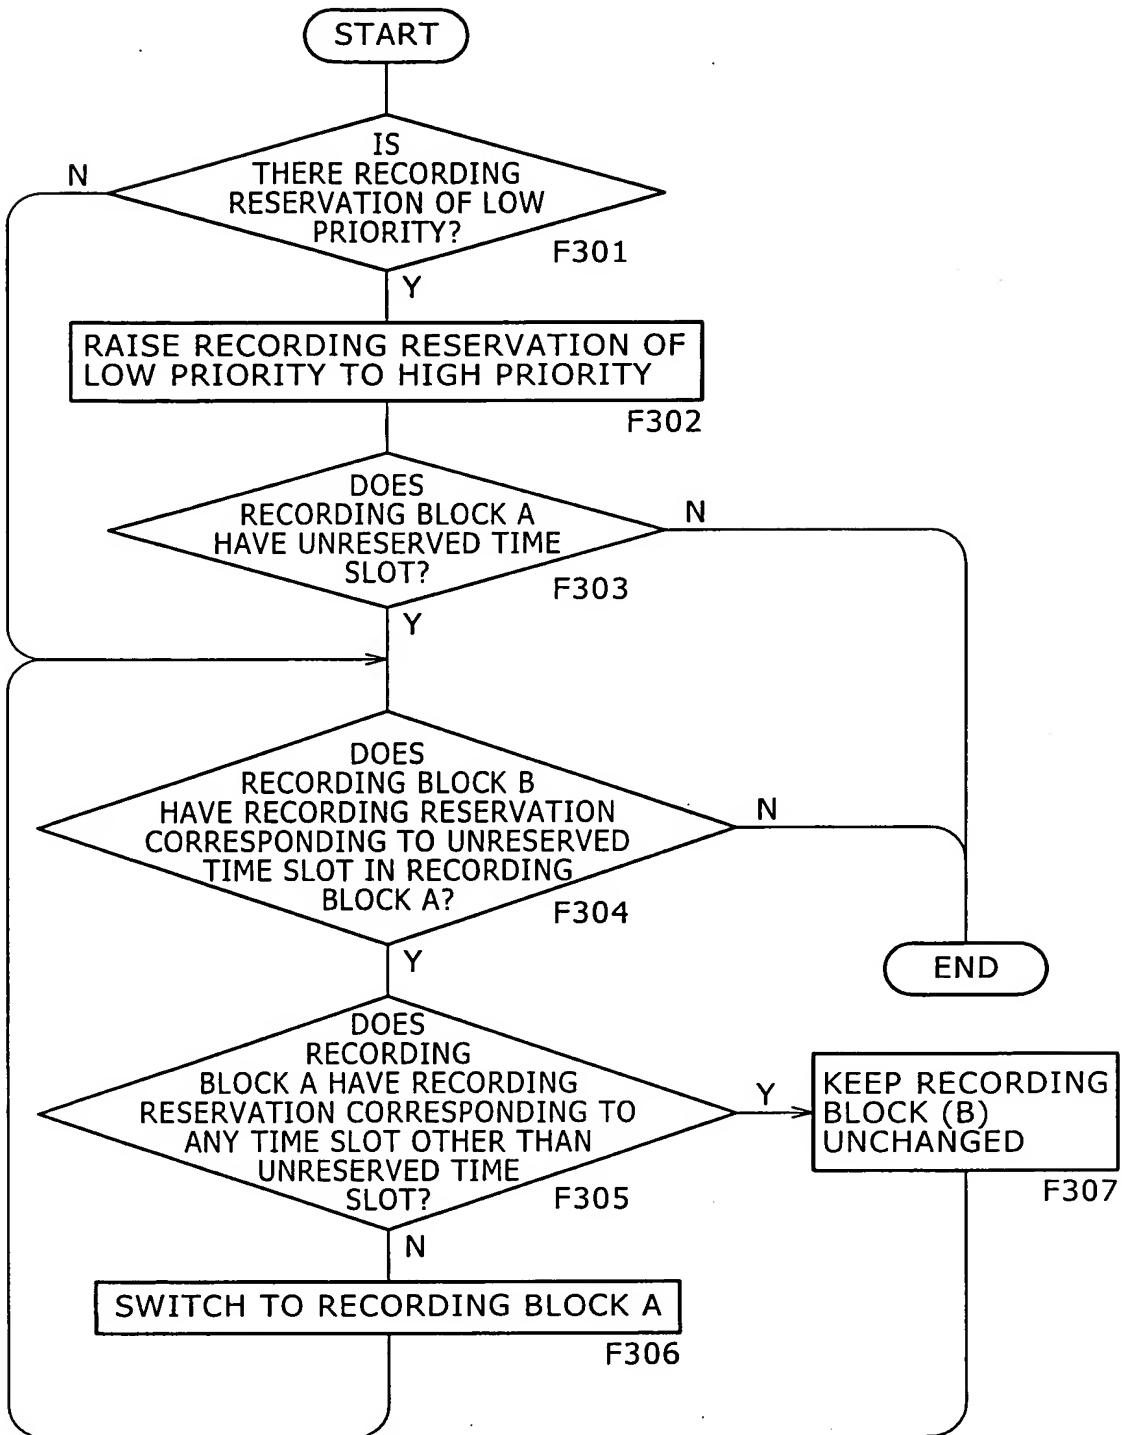 START
IS
THERE RECORDING
RESERVATION OF LOW
PRIORITY?
F301
N
Y
RAISE RECORDING RESERVATION OF
LOW PRIORITY TO HIGH PRIORITY
F302
DOES
RECORDING BLOCK A
HAVE UNRESERVED TIME
SLOT?
F303
N
Y
DOES
RECORDING BLOCK B
HAVE RECORDING RESERVATION
CORRESPONDING TO UNRESERVED
TIME SLOT IN RECORDING
BLOCK A?
F304
N
Y
END
DOES
RECORDING
BLOCK A HAVE RECORDING
RESERVATION CORRESPONDING TO
ANY TIME SLOT OTHER THAN
UNRESERVED TIME
SLOT?
F305
Y
KEEP RECORDING
BLOCK (B)
UNCHANGED
F307
N
SWITCH TO RECORDING BLOCK A
F306